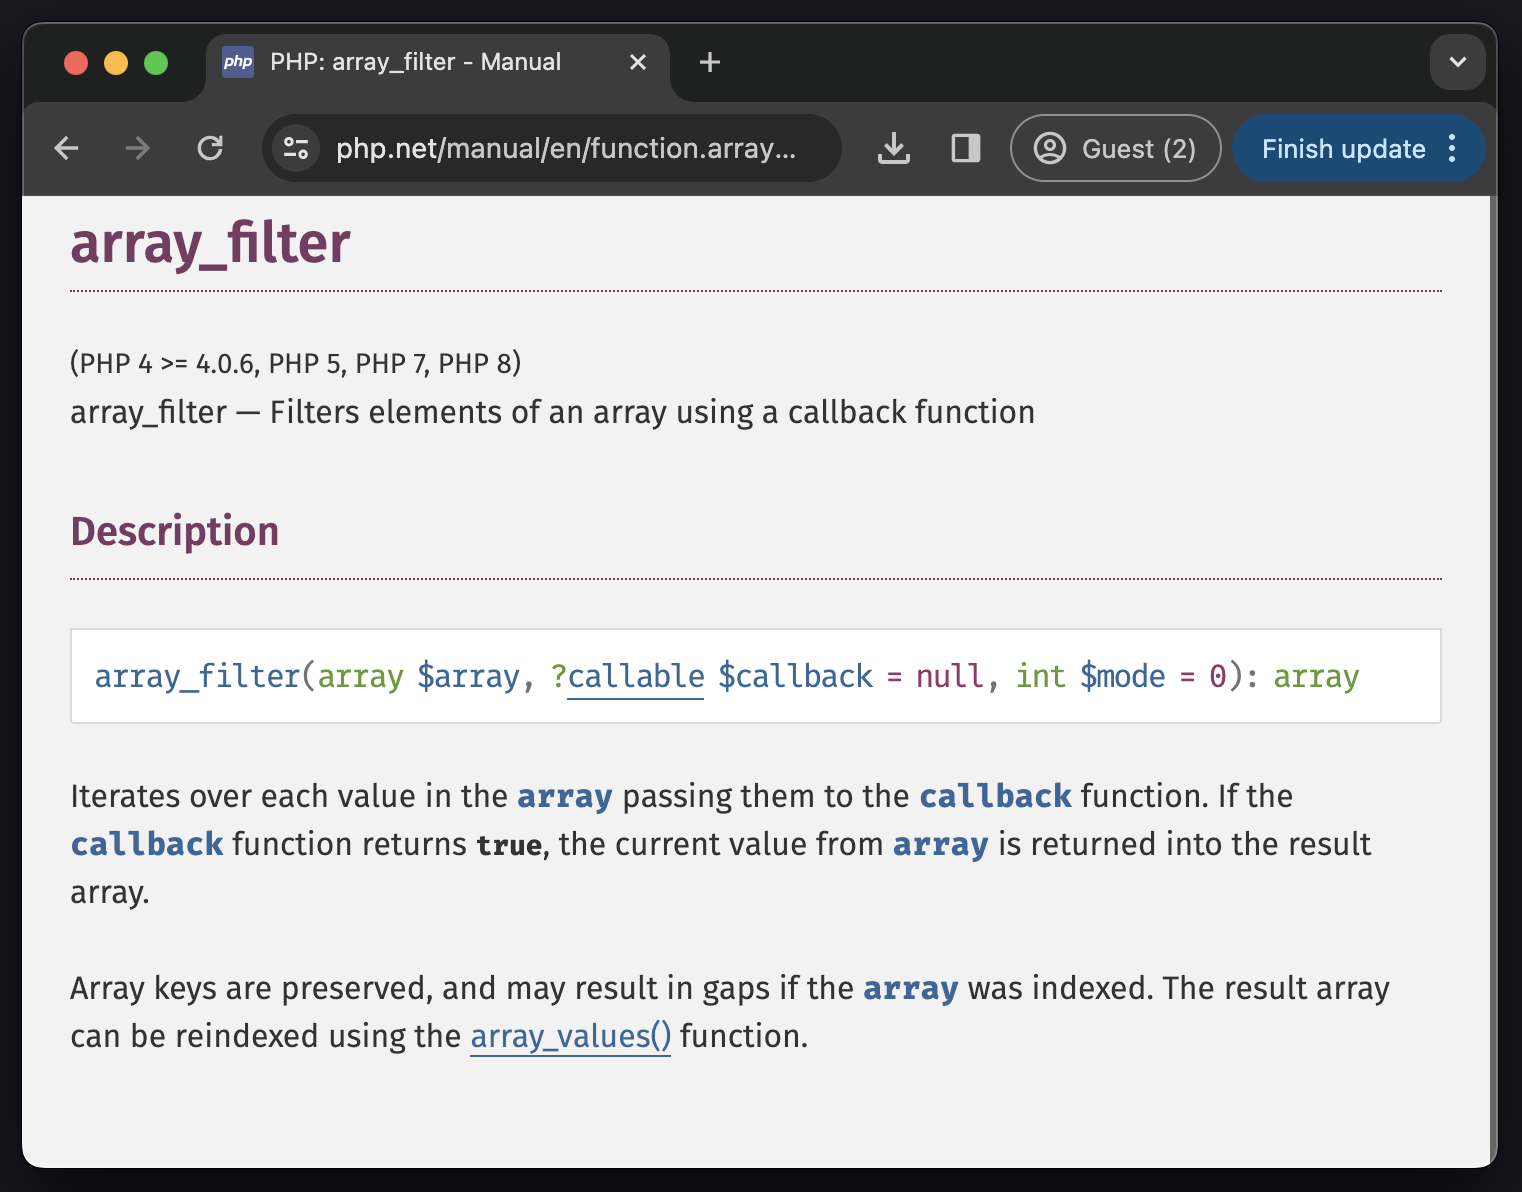 php PHP: array_filter - Manual
php.net/manual/en/function.array... Guest (2) Finish update
array_filter
(PHP 4 >= 4.0.6, PHP 5, PHP 7, PHP 8)
array_filter — Filters elements of an array using a callback function
Description
array_filter(array $array, ?callable $callback = null, int $mode = 0): array
Iterates over each value in the array passing them to the callback function. If the
callback function returns true, the current value from array is returned into the result
array.
Array keys are preserved, and may result in gaps if the array was indexed. The result array
can be reindexed using the array_values() function.